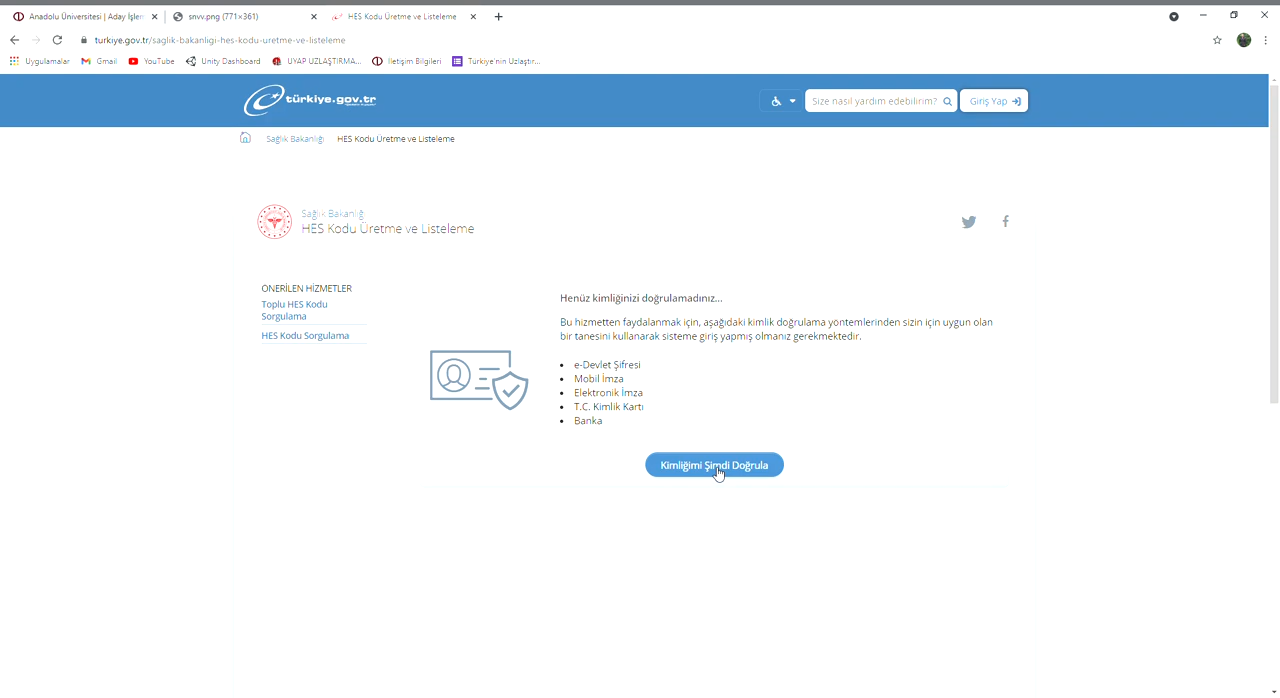 Anadolu Üniversitesi | Aday İşler
snvv.png (771×361)
HES Kodu Üretme ve Listeleme
turkiye.gov.tr/saglik-bakanligi-hes-kodu-uretme-ve-listeleme
Uygulamalar
Gmail
YouTube
Unity Dashboard
UYAP UZLAŞTIRMA...
İletişim Bilgileri
Türkiye'nin Uzlaştır...
türkiye.gov.tr
Size nasıl yardım edebilirim?
Giriş Yap
Sağlık Bakanlığı
HES Kodu Üretme ve Listeleme
Sağlık Bakanlığı
HES Kodu Üretme ve Listeleme
ÖNERİLEN HİZMETLER
Toplu HES Kodu
Sorgulama
HES Kodu Sorgulama
Henüz kimliğinizi doğrulamadınız...
Bu hizmetten faydalanmak için, aşağıdaki kimlik doğrulama yöntemlerinden sizin için uygun olan
bir tanesini kullanarak sisteme giriş yapmış olmanız gerekmektedir.
e-Devlet Şifresi
Mobil İmza
Elektronik İmza
T.C. Kimlik Kartı
Banka
Kimliğimi Şimdi Doğrula